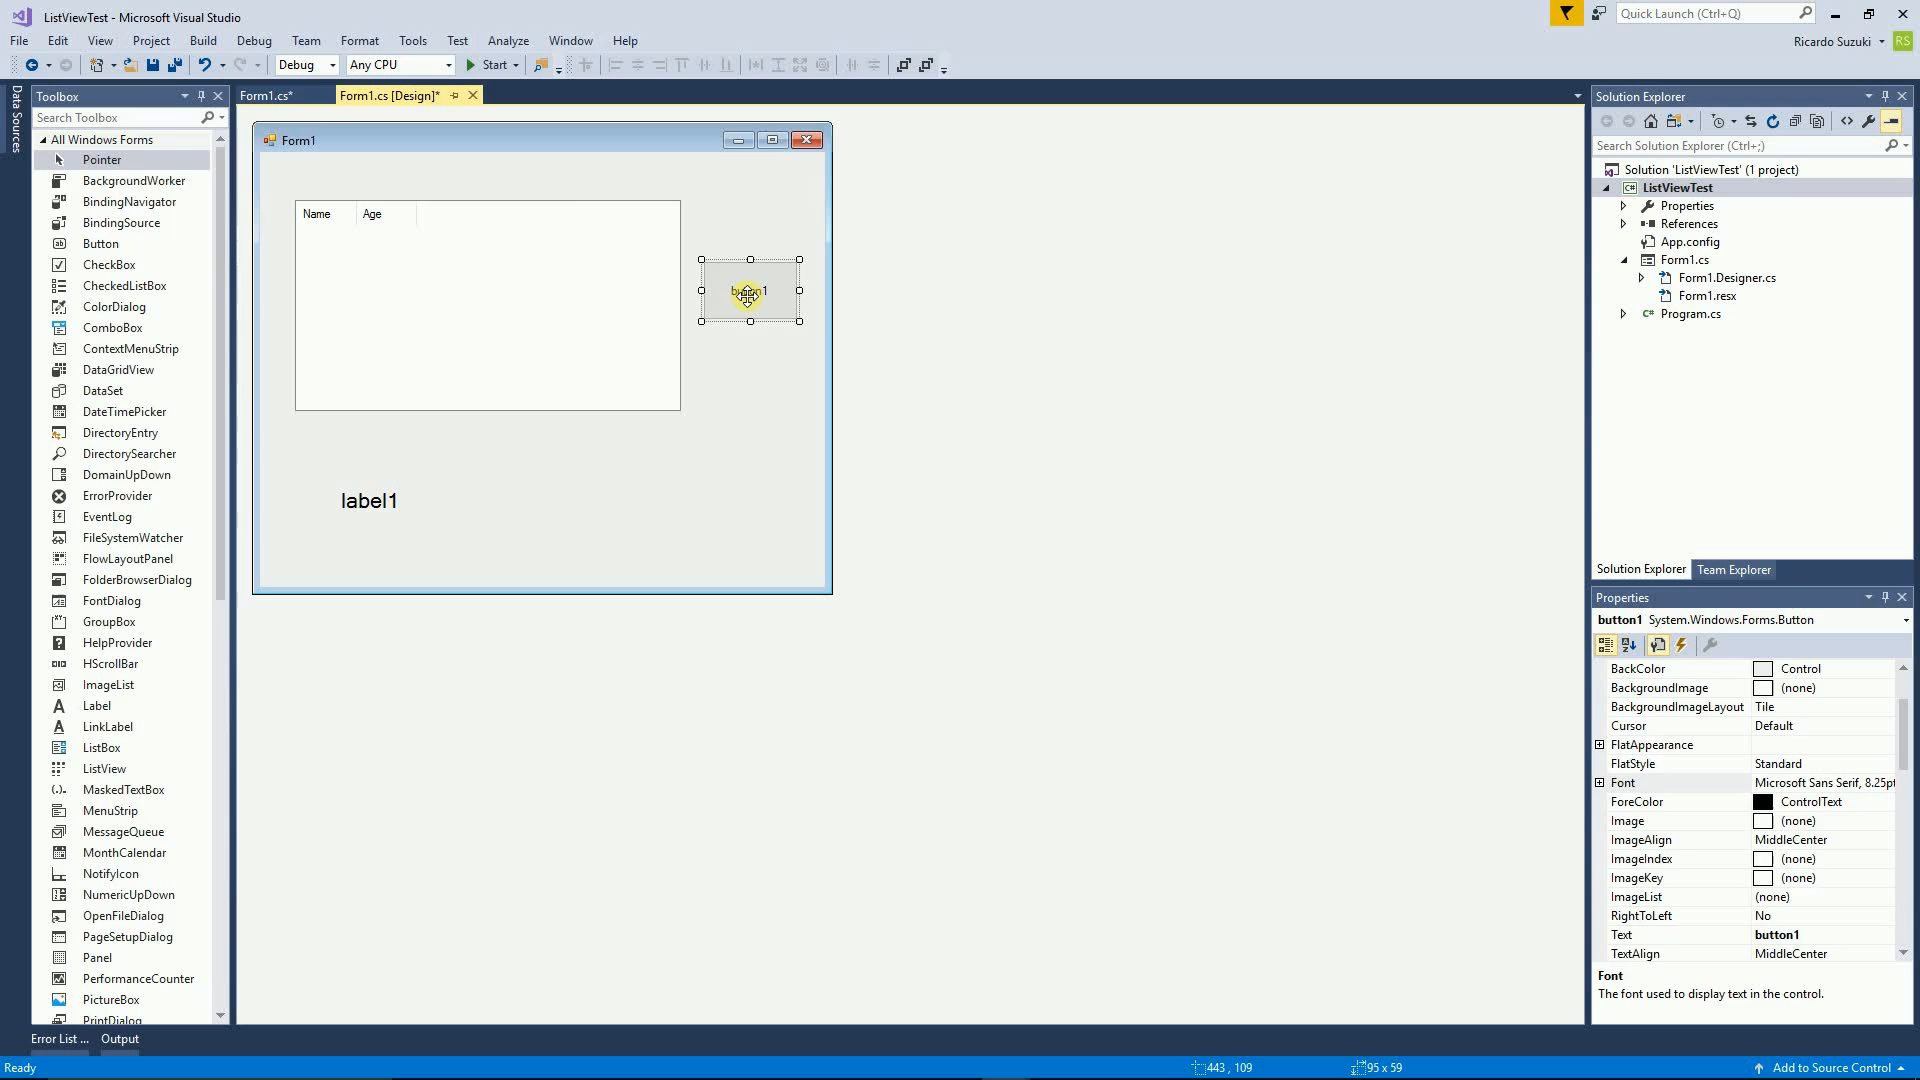 ListViewTest - Microsoft Visual Studio
Quick Launch (Ctrl+Q)
File Edit View Project Build Debug Team Format Tools Test Analyze Window Help
Ricardo Suzuki RS
Debug Any CPU Start
Data Sources
Toolbox
Search Toolbox
All Windows Forms
Pointer
BackgroundWorker
BindingNavigator
BindingSource
Button
CheckBox
CheckedListBox
ColorDialog
ComboBox
ContextMenuStrip
DataGridView
DataSet
DateTimePicker
DirectoryEntry
DirectorySearcher
DomainUpDown
ErrorProvider
EventLog
FileSystemWatcher
FlowLayoutPanel
FolderBrowserDialog
FontDialog
GroupBox
HelpProvider
HScrollBar
ImageList
Label
LinkLabel
ListBox
ListView
MaskedTextBox
MenuStrip
MessageQueue
MonthCalendar
NotifyIcon
NumericUpDown
OpenFileDialog
PageSetupDialog
Panel
PerformanceCounter
PictureBox
PrintDialog
Form1.cs* Form1.cs [Design]*
Form1
Name Age
button1
label1
Solution Explorer
Search Solution Explorer (Ctrl+;)
Solution 'ListViewTest' (1 project)
ListViewTest
Properties
References
App.config
Form1.cs
Form1.Designer.cs
Form1.resx
Program.cs
Solution Explorer Team Explorer
Properties
button1 System.Windows.Forms.Button
BackColor Control
BackgroundImage (none)
BackgroundImageLayout Tile
Cursor Default
FlatAppearance
FlatStyle Standard
Font Microsoft Sans Serif, 8.25pt
ForeColor ControlText
Image (none)
ImageAlign MiddleCenter
ImageIndex (none)
ImageKey (none)
ImageList (none)
RightToLeft No
Text button1
TextAlign MiddleCenter
Font
The font used to display text in the control.
Error List ... Output
Ready 443 , 109 95 x 59 Add to Source Control